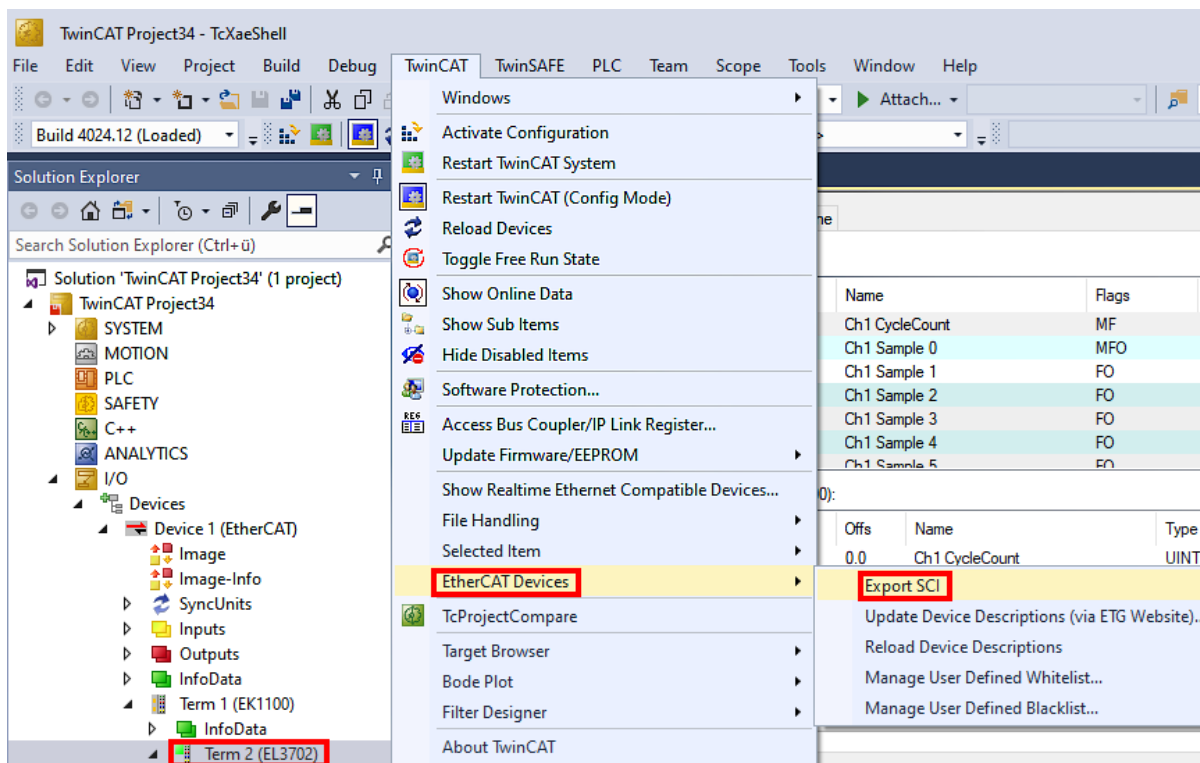 TwinCAT Project34 - TcXaeShell
File Edit View Project Build Debug TwinCAT TwinSAFE PLC Team Scope Tools Window Help
Attach...
Build 4024.12 (Loaded)
Solution Explorer
Search Solution Explorer (Ctrl+ü)
Solution 'TwinCAT Project34' (1 project)
TwinCAT Project34
SYSTEM
MOTION
PLC
SAFETY
C++
ANALYTICS
I/O
Devices
Device 1 (EtherCAT)
Image
Image-Info
SyncUnits
Inputs
Outputs
InfoData
Term 1 (EK1100)
InfoData
Term 2 (EL3702)
Windows
Activate Configuration
Restart TwinCAT System
Restart TwinCAT (Config Mode)
Reload Devices
Toggle Free Run State
Show Online Data
Show Sub Items
Hide Disabled Items
Software Protection...
REG
Access Bus Coupler/IP Link Register...
Update Firmware/EEPROM
Show Realtime Ethernet Compatible Devices...
File Handling
Selected Item
EtherCAT Devices
TcProjectCompare
Target Browser
Bode Plot
Filter Designer
About TwinCAT
Export SCI
Update Device Descriptions (via ETG Website)..
Reload Device Descriptions
Manage User Defined Whitelist...
Manage User Defined Blacklist...
ne
Name Flags
Ch1 CycleCount MF
Ch1 Sample 0 MFO
Ch1 Sample 1 FO
Ch1 Sample 2 FO
Ch1 Sample 3 FO
Ch1 Sample 4 FO
Ch1 Sample 5 FO
0):
Offs Name Type
0.0 Ch1 CycleCount UINT